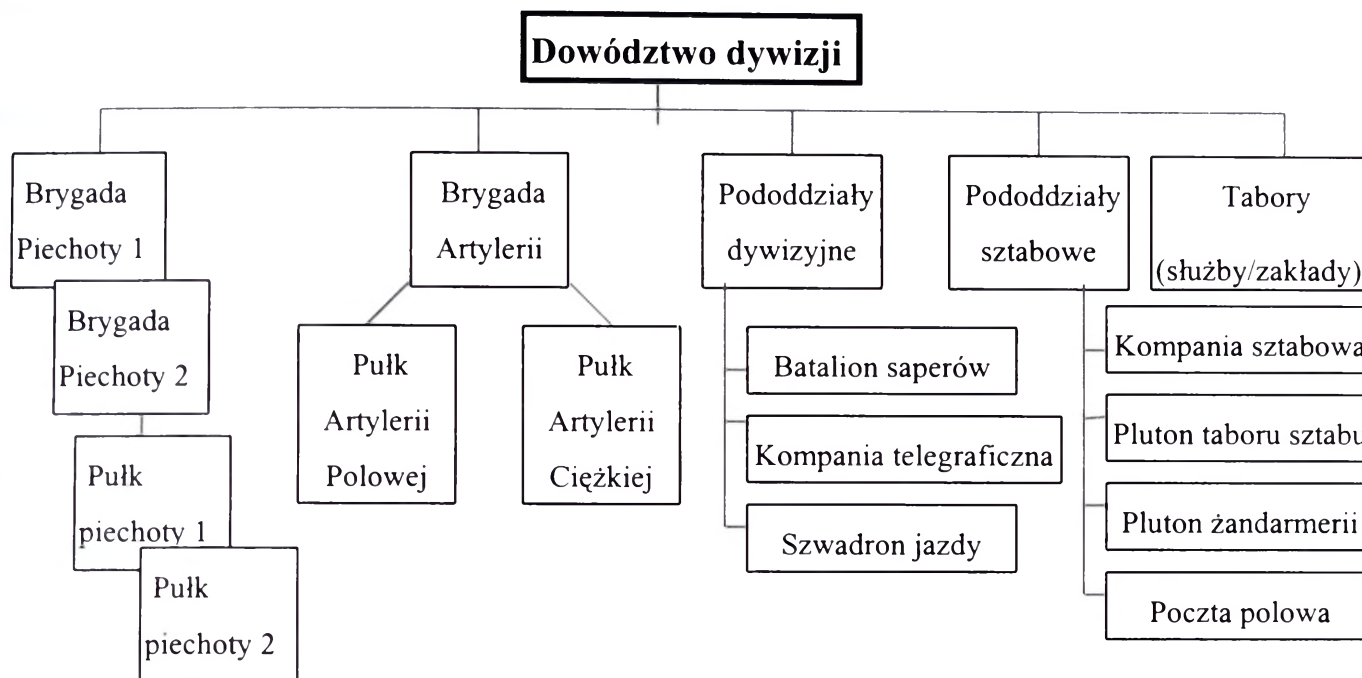 Dowództwo dywizji
Brygada
Piechoty 1
Brygada
Piechoty 2
Pułk
piechoty 1
Pułk
piechoty 2
Brygada
Artylerii
Pułk
Artylerii
Polowej
Pułk
Artylerii
Ciężkiej
Pododdziały
dywizyjne
Batalion saperów
Kompania telegraficzna
Szwadron jazdy
Pododdziały
sztabowe
Kompania sztabowa
Pluton taboru sztabu
Pluton żandarmerii
Poczta polowa
Tabory
(służby/zakłady)